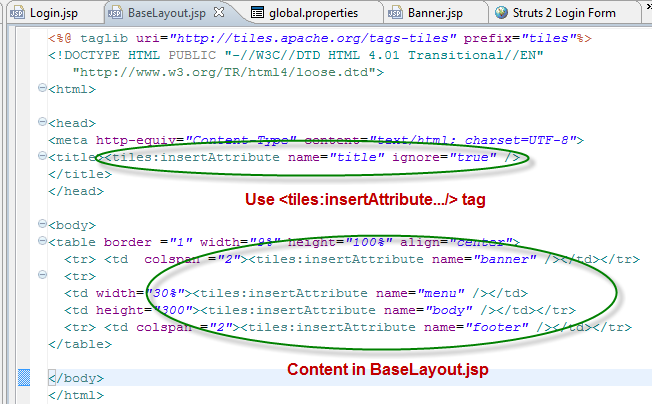 Login.jsp BaseLayout.jsp global.properties Banner.jsp Struts 2 Login Form
<%@ taglib uri="http://tiles.apache.org/tags-tiles" prefix="tiles"%>
<!DOCTYPE HTML PUBLIC "-//W3C//DTD HTML 4.01 Transitional//EN"
"http://www.w3.org/TR/html4/loose.dtd">
<html>
<head>
<meta http-equiv="Content-Type" content="text/html; charset=UTF-8">
<title><tiles:insertAttribute name="title" ignore="true" />
</title>
</head>
Use <tiles:insertAttribute.../> tag
<body>
<table border ="1" width="9%" height="100%" align="center">
<tr> <td colspan ="2"><tiles:insertAttribute name="banner" /></td></tr>
<tr>
<td width="30%"><tiles:insertAttribute name="menu" /></td>
<td height="300"><tiles:insertAttribute name="body" /></td></tr>
<tr> <td colspan ="2"><tiles:insertAttribute name="footer" /></td></tr>
</table>
Content in BaseLayout.jsp
</body>
</html>